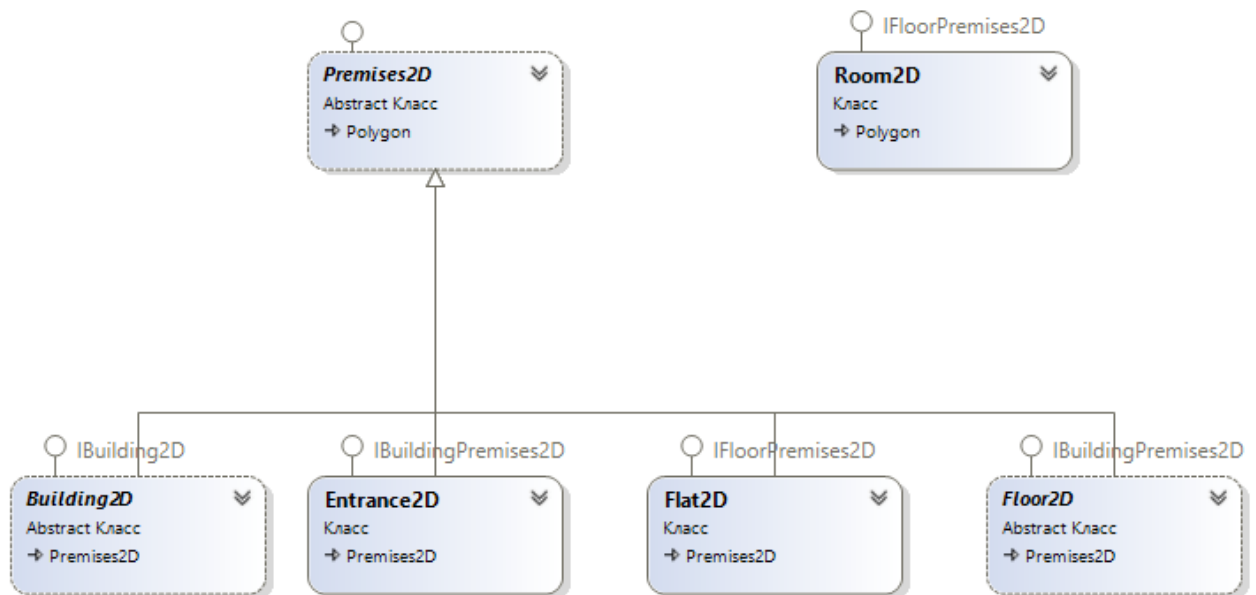 IFloorPremises2D
Premises2D
Abstract Класс
Polygon
Room2D
Класс
Polygon
IBuilding2D
IBuildingPremises2D
IFloorPremises2D
IBuildingPremises2D
Building2D
Abstract Класс
Premises2D
Entrance2D
Класс
Premises2D
Flat2D
Класс
Premises2D
Floor2D
Abstract Класс
Premises2D